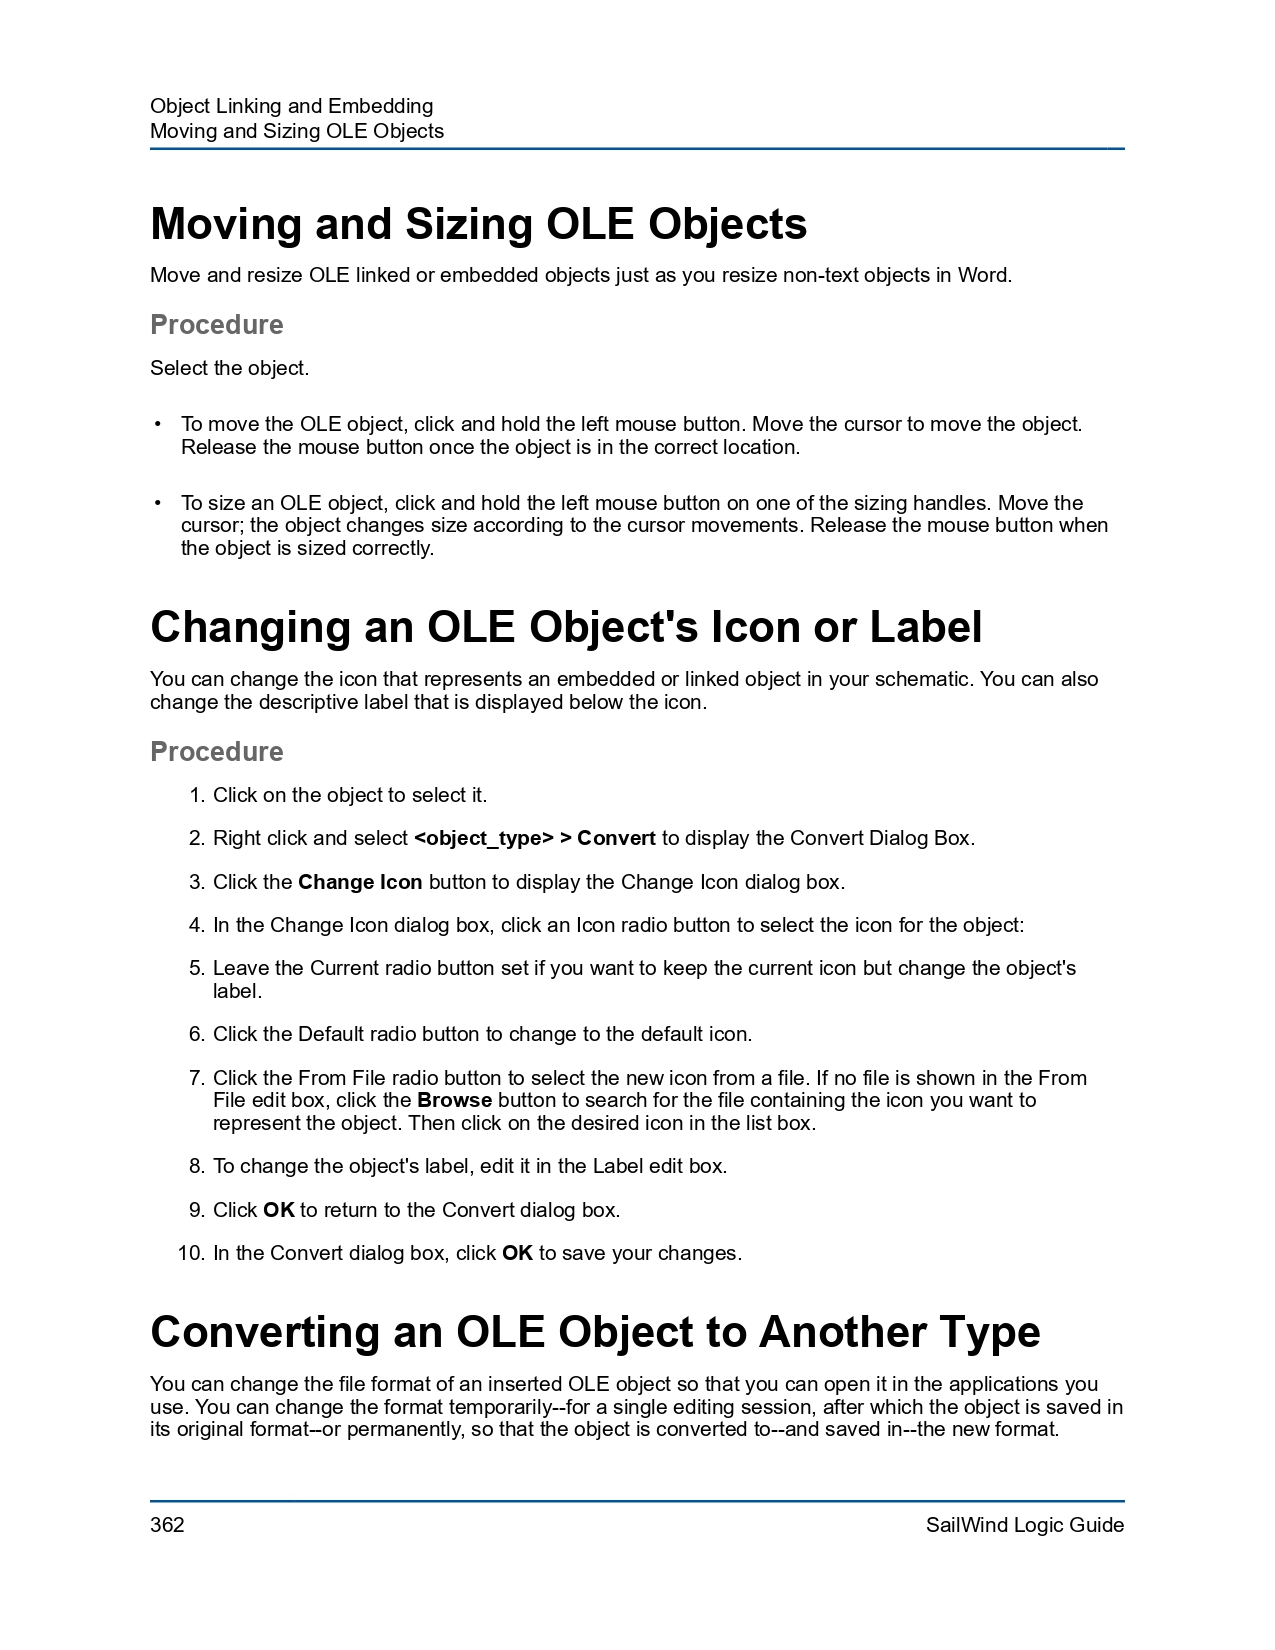 Object Linking and Embedding
Moving and Sizing OLE Objects
Moving and Sizing OLE Objects
Move and resize OLE linked or embedded objects just as you resize non-text objects in Word.
Procedure
Select the object.
• To move the OLE object, click and hold the left mouse button. Move the cursor to move the object.
Release the mouse button once the object is in the correct location.
• To size an OLE object, click and hold the left mouse button on one of the sizing handles. Move the
cursor; the object changes size according to the cursor movements. Release the mouse button when
the object is sized correctly.
Changing an OLE Object's Icon or Label
You can change the icon that represents an embedded or linked object in your schematic. You can also
change the descriptive label that is displayed below the icon.
Procedure
1. Click on the object to select it.
2. Right click and select <object_type> > Convert to display the Convert Dialog Box.
3. Click the Change Icon button to display the Change Icon dialog box.
4. In the Change Icon dialog box, click an Icon radio button to select the icon for the object:
5. Leave the Current radio button set if you want to keep the current icon but change the object's
label.
6. Click the Default radio button to change to the default icon.
7. Click the From File radio button to select the new icon from a file. If no file is shown in the From
File edit box, click the Browse button to search for the file containing the icon you want to
represent the object. Then click on the desired icon in the list box.
8. To change the object's label, edit it in the Label edit box.
9. Click OK to return to the Convert dialog box.
10. In the Convert dialog box, click OK to save your changes.
Converting an OLE Object to Another Type
You can change the file format of an inserted OLE object so that you can open it in the applications you
use. You can change the format temporarily--for a single editing session, after which the object is saved in
its original format--or permanently, so that the object is converted to--and saved in--the new format.
362
SailWind Logic Guide